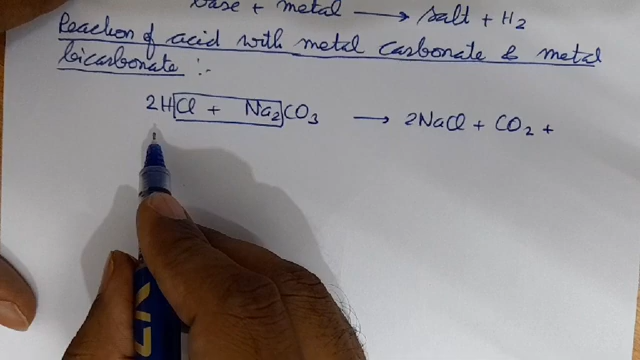 base + metal ⟶ salt + H₂
Reaction of acid with metal carbonate & metal
bicarbonate :-
2HCl + Na₂CO₃ ⟶ 2NaCl + CO₂ +